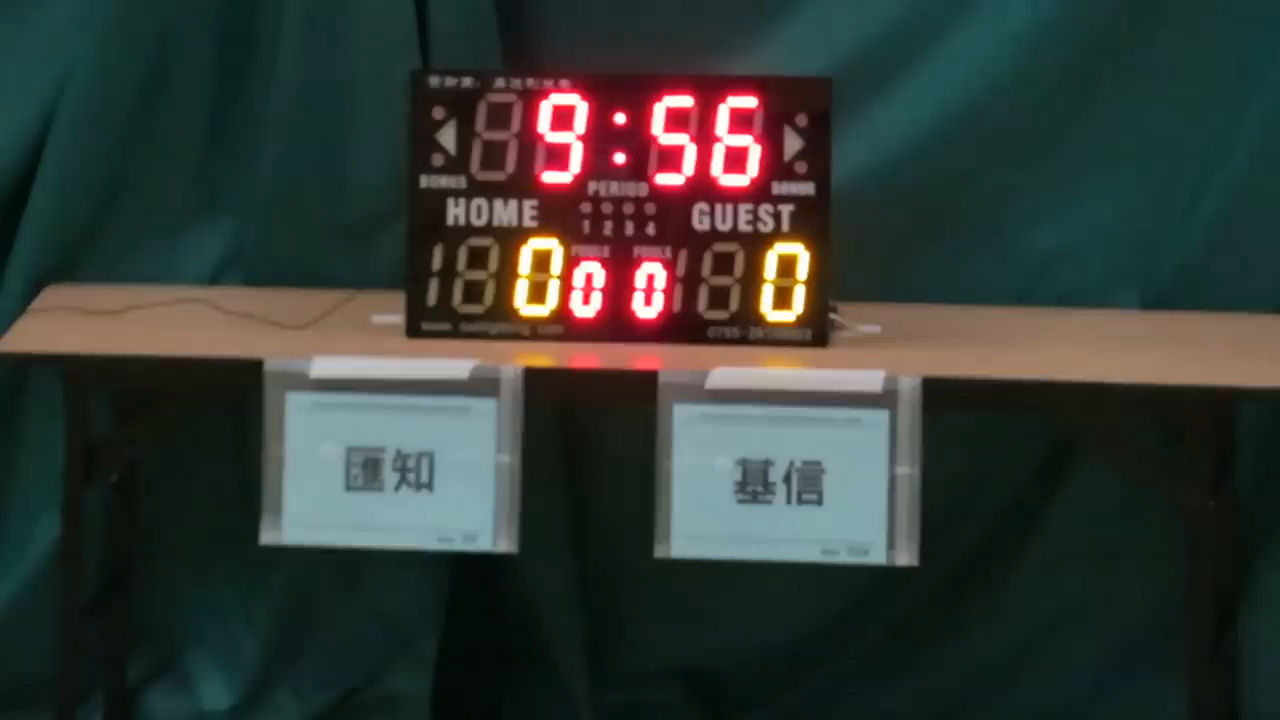 9:56
BONUS PERIOD BONUS
HOME 1 2 3 4 GUEST
FOULS FOULS
0 0 0 0
匯知
基信